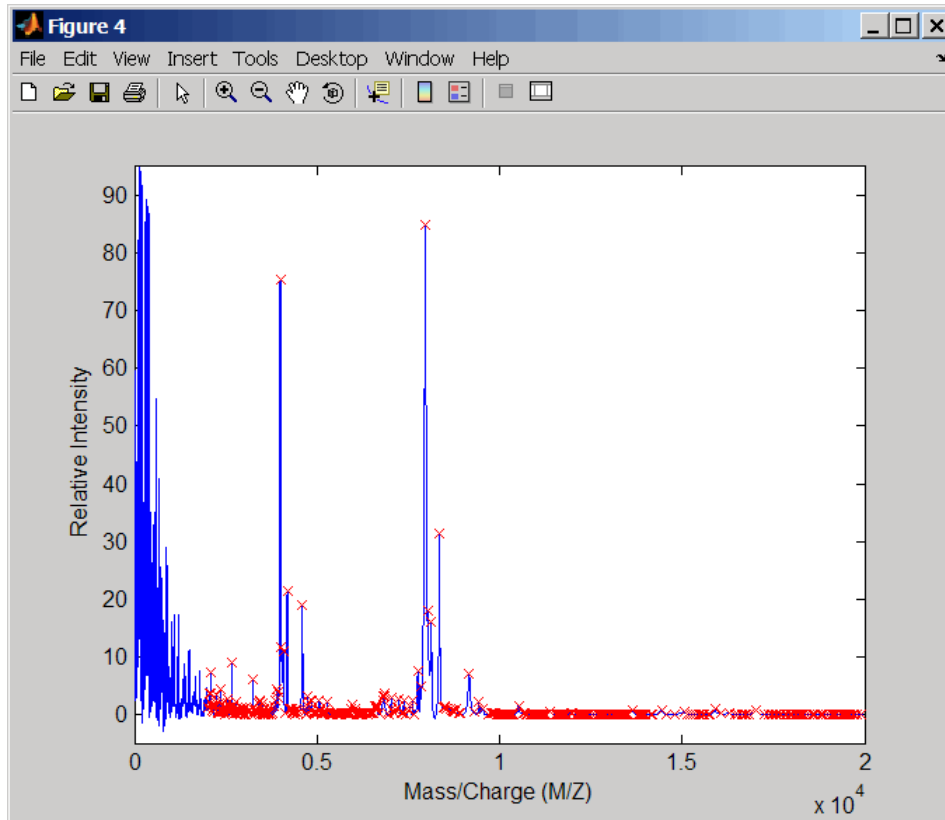 Figure 4
File Edit View Insert Tools Desktop Window Help
90
80
70
60
50
40
30
20
10
0
Relative Intensity
0 0.5 1 1.5 2
Mass/Charge (M/Z)
x 10^4